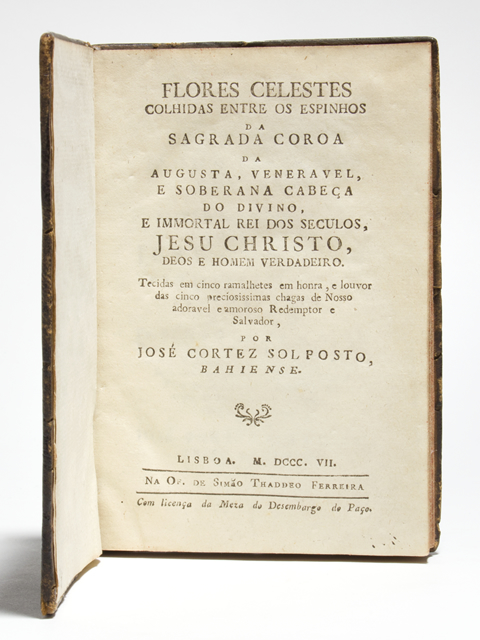 FLORES CELESTES
COLHIDAS ENTRE OS ESPINHOS
DA
SAGRADA COROA
DA
AUGUSTA, VENERAVEL,
E SOBERANA CABEÇA
DO DIVINO,
E IMMORTAL REI DOS SECULOS,
JESU CHRISTO,
DEOS E HOMEM VERDADEIRO.
Tecidas em cinco ramalhetes em honra, e louvor
das cinco preciosissimas chagas de Nosso
adoravel e amoroso Redemptor e
Salvador,
POR
JOSÉ CORTEZ SOLPOSTO,
BAHIENSE.
LISBOA. M. DCCC. VII.
NA OF. DE SIMÃO THADDEO FERREIRA
Com licença da Meza do Desembargo do Paço.